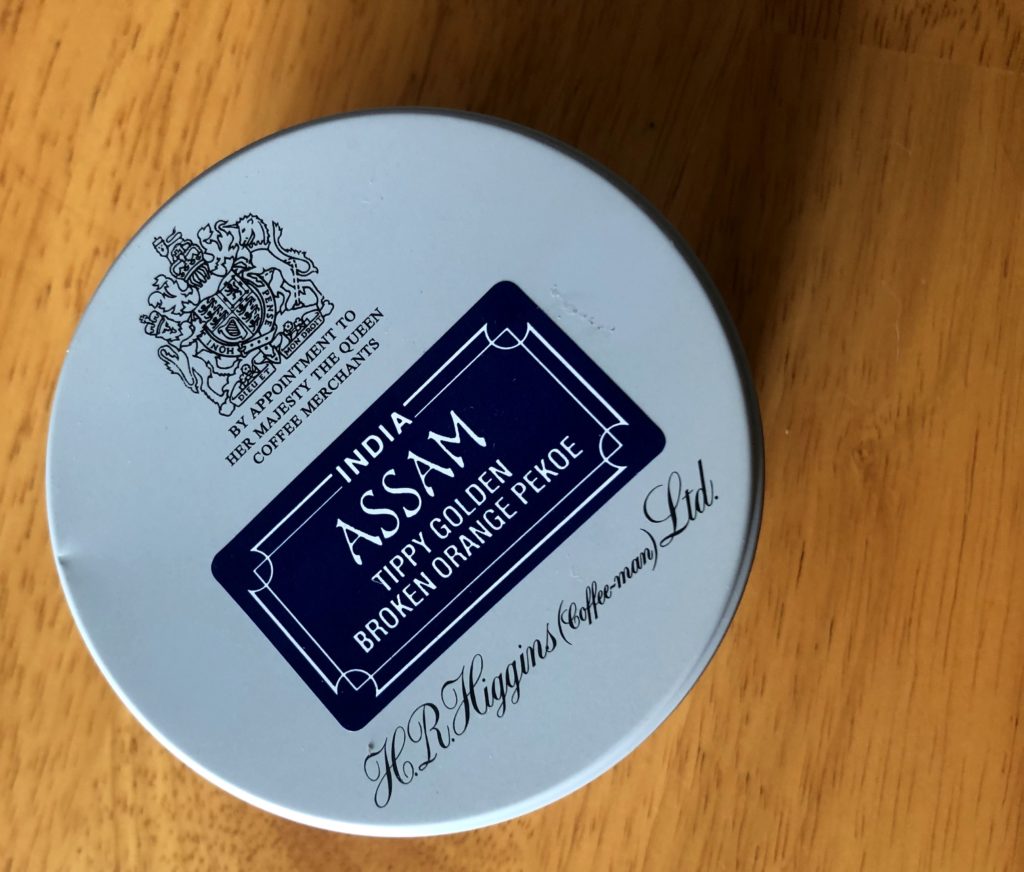 BY APPOINTMENT TO
HER MAJESTY THE QUEEN
COFFEE MERCHANTS
INDIA
ASSAM
TIPPY GOLDEN
BROKEN ORANGE PEKOE
H.R.Higgins (Coffee-man) Ltd.